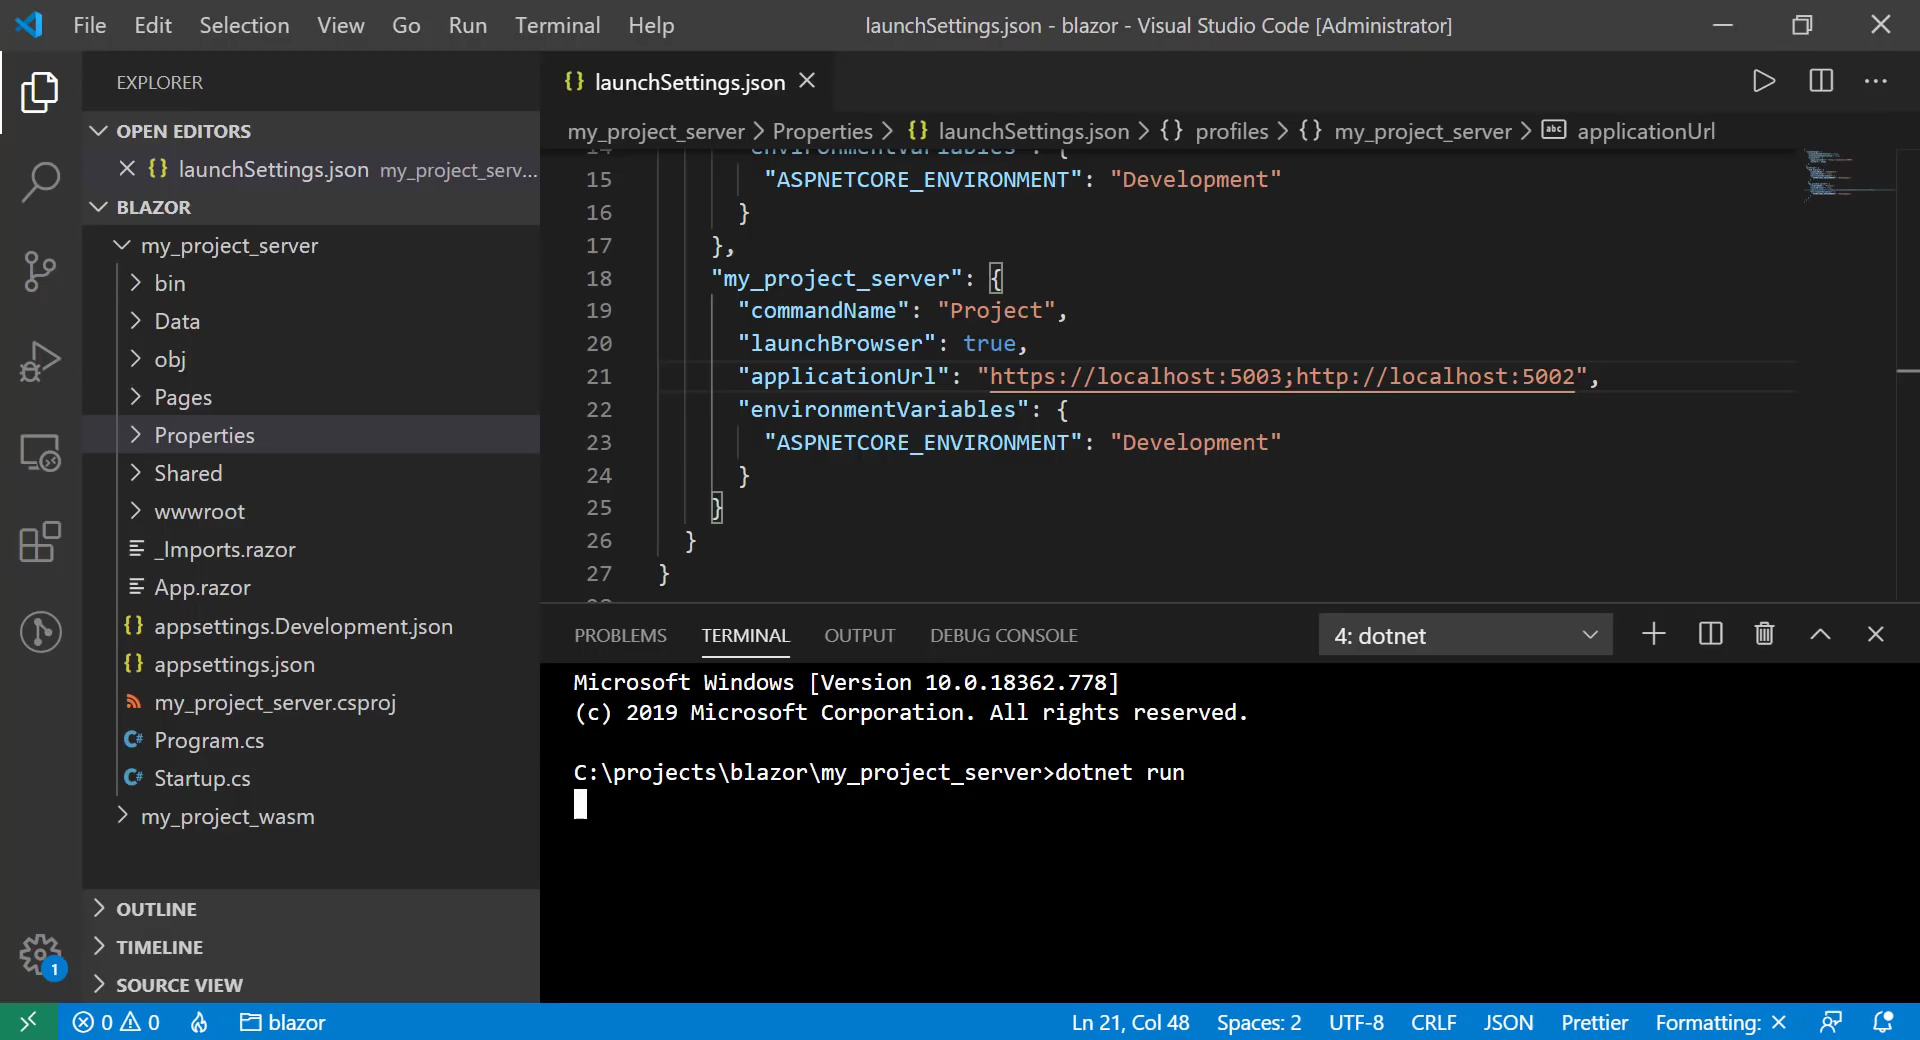 File Edit Selection View Go Run Terminal Help
launchSettings.json - blazor - Visual Studio Code [Administrator]
EXPLORER
OPEN EDITORS
launchSettings.json my_project_serv...
BLAZOR
my_project_server
bin
Data
obj
Pages
Properties
Shared
wwwroot
_Imports.razor
App.razor
{} appsettings.Development.json
{} appsettings.json
my_project_server.csproj
C# Program.cs
C# Startup.cs
my_project_wasm
OUTLINE
TIMELINE
SOURCE VIEW
{} launchSettings.json
my_project_server > Properties > {} launchSettings.json > {} profiles > {} my_project_server > abc applicationUrl
14 "environmentVariables": {
15 "ASPNETCORE_ENVIRONMENT": "Development"
16 }
17 },
18 "my_project_server": {
19 "commandName": "Project",
20 "launchBrowser": true,
21 "applicationUrl": "https://localhost:5003;http://localhost:5002",
22 "environmentVariables": {
23 "ASPNETCORE_ENVIRONMENT": "Development"
24 }
25 }
26 }
27 }
PROBLEMS TERMINAL OUTPUT DEBUG CONSOLE
4: dotnet
Microsoft Windows [Version 10.0.18362.778]
(c) 2019 Microsoft Corporation. All rights reserved.
C:\projects\blazor\my_project_server>dotnet run
1
0 0 blazor
Ln 21, Col 48 Spaces: 2 UTF-8 CRLF JSON Prettier Formatting: ×